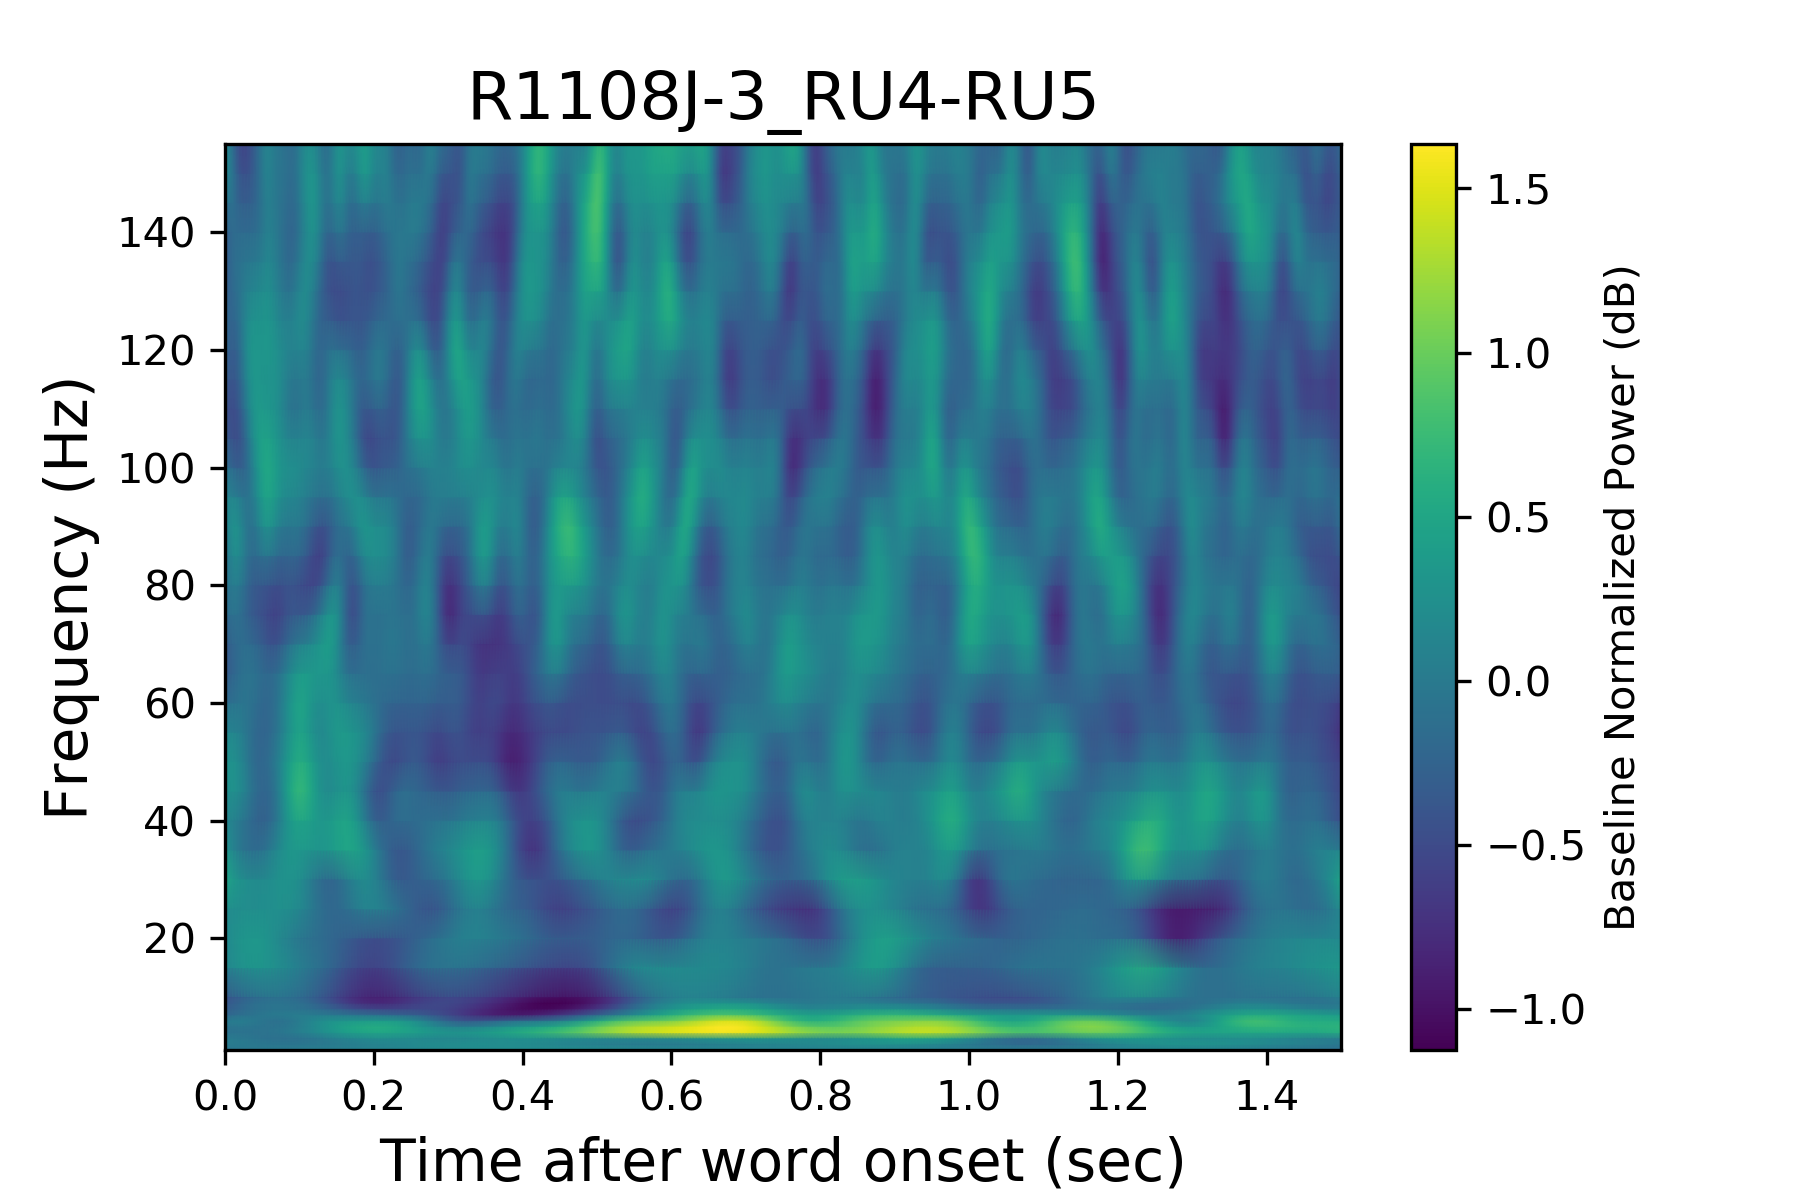 R1108J-3_RU4-RU5
Frequency (Hz)
140
120
100
80
60
40
20
0.0 0.2 0.4 0.6 0.8 1.0 1.2 1.4
Time after word onset (sec)
1.5
1.0
0.5
0.0
−0.5
−1.0
Baseline Normalized Power (dB)